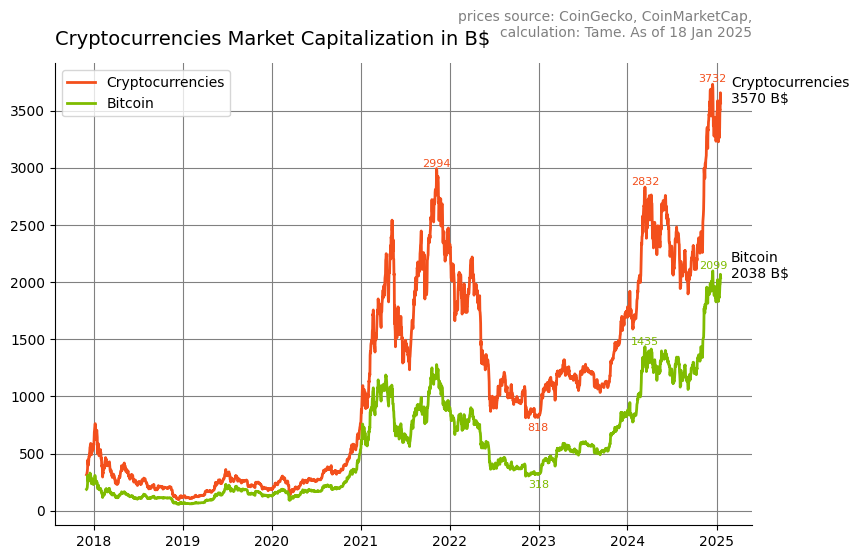 prices source: CoinGecko, CoinMarketCap,
calculation: Tame. As of 18 Jan 2025
Cryptocurrencies Market Capitalization in B$
Cryptocurrencies
Bitcoin
3732
Cryptocurrencies
3570 B$
2994
2832
Bitcoin
2038 B$
2099
1435
818
318
3500
3000
2500
2000
1500
1000
500
0
2018 2019 2020 2021 2022 2023 2024 2025